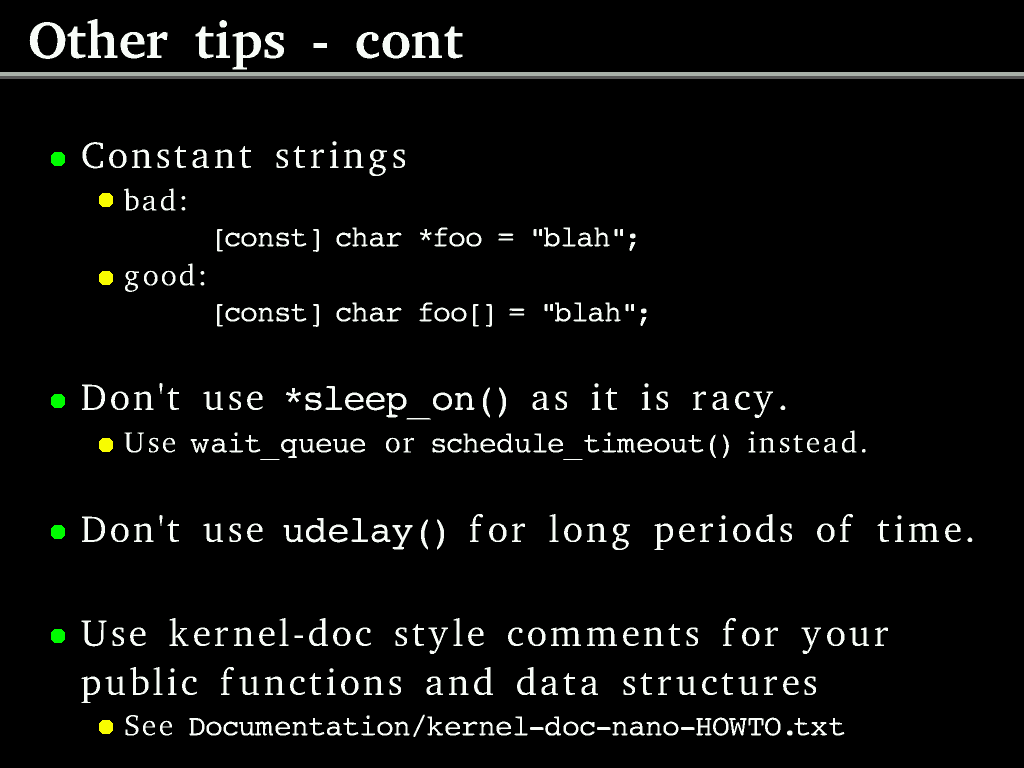 Other tips - cont
Constant strings
bad:
[const] char *foo = "blah";
good:
[const] char foo[] = "blah";
Don't use *sleep_on() as it is racy.
Use wait_queue or schedule_timeout() instead.
Don't use udelay() for long periods of time.
Use kernel-doc style comments for your
public functions and data structures
See Documentation/kernel-doc-nano-HOWTO.txt